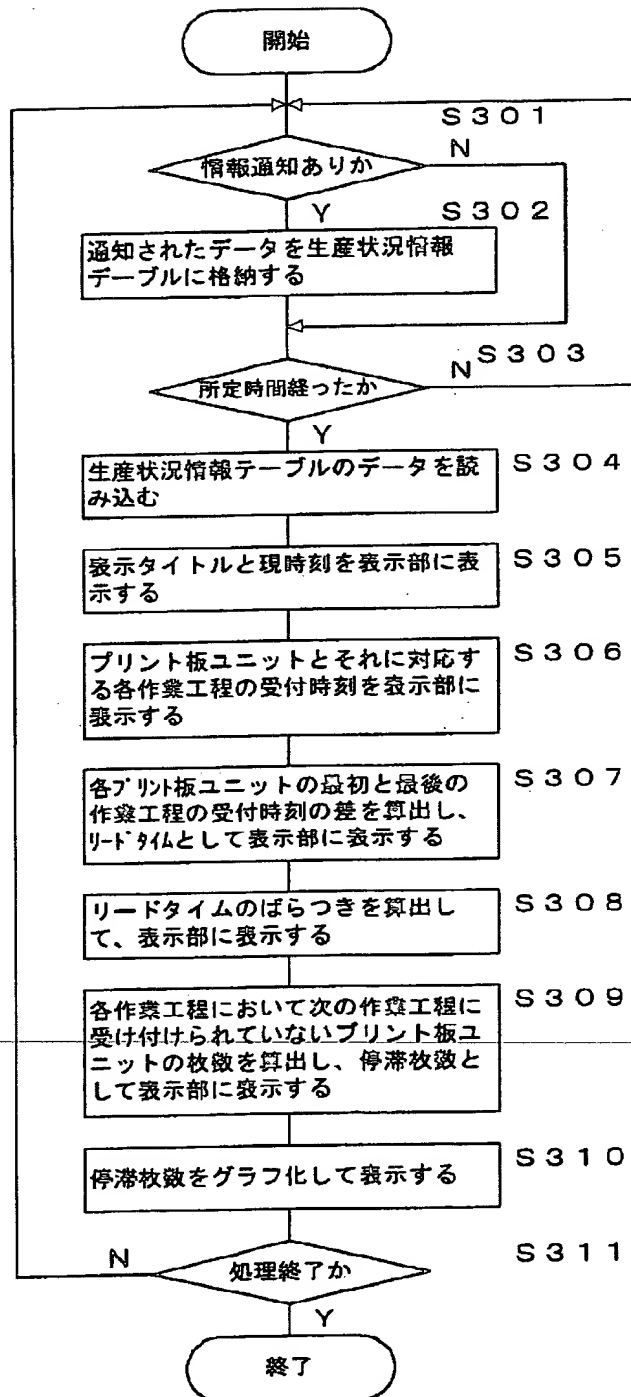 開始
S301
情報通知ありか
N
Y
S302
通知されたデータを生産状況情報
テーブルに格納する
S303
所定時間経ったか
N
Y
生産状況情報テーブルのデータを読
み込む
S304
表示タイトルと現時刻を表示部に表
示する
S305
プリント板ユニットとそれに対応す
る各作業工程の受付時刻を表示部に
表示する
S306
各プリント板ユニットの最初と最後の
作業工程の受付時刻の差を算出し、
リードタイムとして表示部に表示する
S307
リードタイムのばらつきを算出し
て、表示部に表示する
S308
各作業工程において次の作業工程に
受け付けられていないプリント板ユ
ニットの枚数を算出し、停滞枚数と
して表示部に表示する
S309
停滞枚数をグラフ化して表示する
S310
N
処理終了か
S311
Y
終了